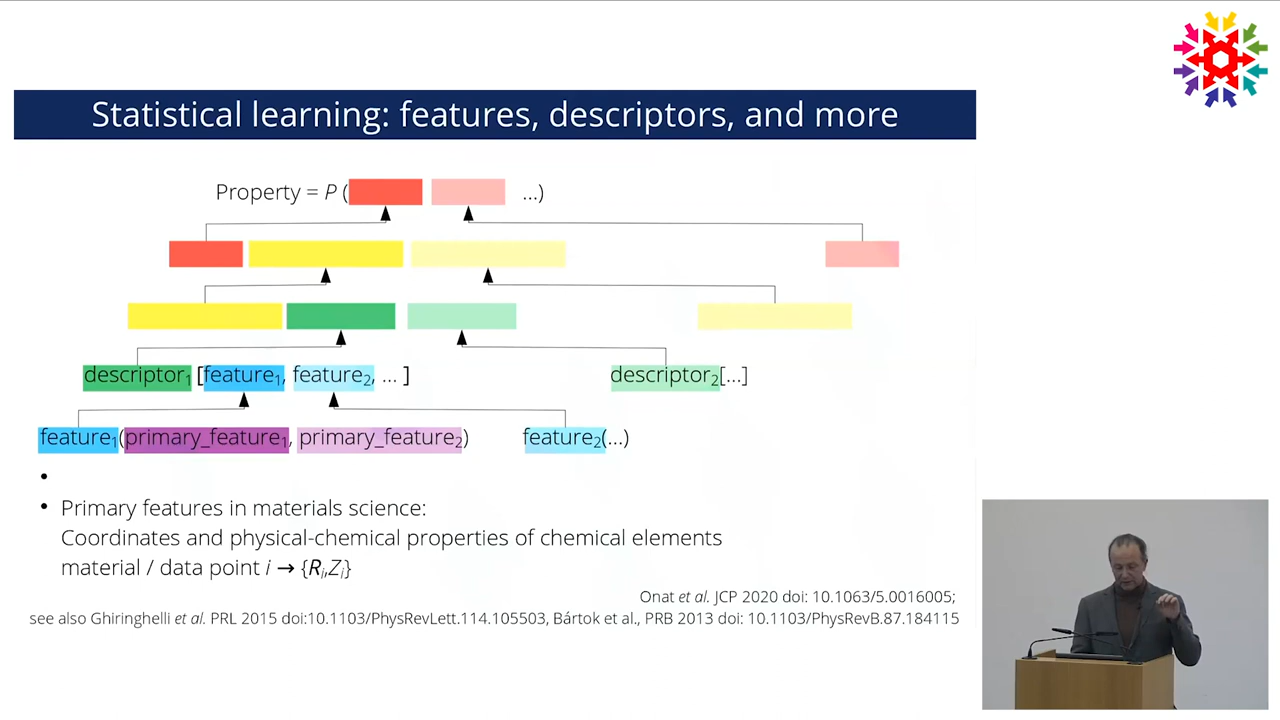 Statistical learning: features, descriptors, and more
Property = P ( ...)
descriptor₁ [feature₁, feature₂, ... ] descriptor₂[...]
feature₁(primary_feature₁, primary_feature₂) feature₂(...)
•
• Primary features in materials science:
Coordinates and physical-chemical properties of chemical elements
material / data point i → {Rᵢ,Zᵢ}
Onat et al. JCP 2020 doi: 10.1063/5.0016005;
see also Ghiringhelli et al. PRL 2015 doi:10.1103/PhysRevLett.114.105503, Bártok et al., PRB 2013 doi: 10.1103/PhysRevB.87.184115